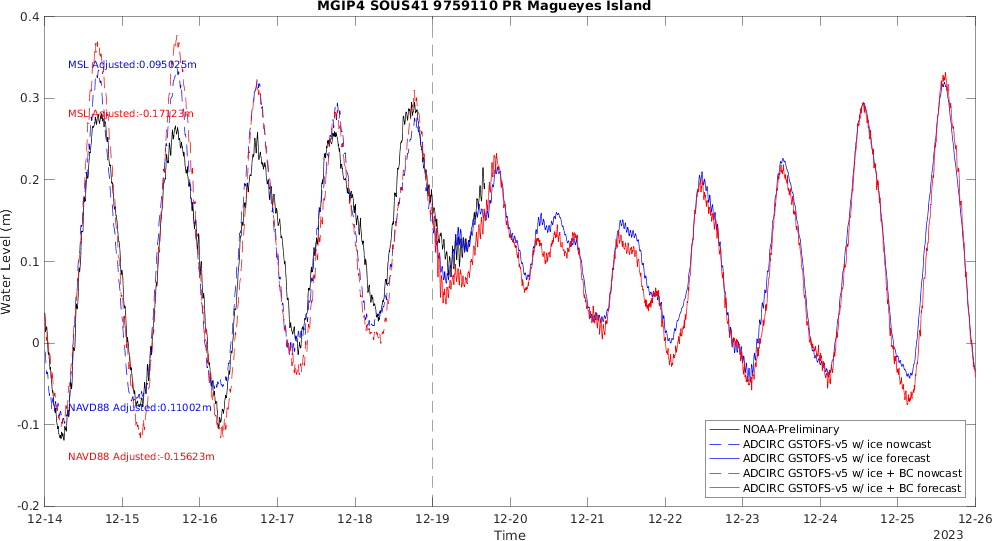 MGIP4 SOUS41 9759110 PR Magueyes Island
0.4
0.3
0.2
0.1
0
-0.1
-0.2
Water Level (m)
MSL Adjusted:0.095025m
MSL Adjusted:-0.17123m
NAVD88 Adjusted:0.11002m
NAVD88 Adjusted:-0.15623m
NOAA-Preliminary
ADCIRC GSTOFS-v5 w/ ice nowcast
ADCIRC GSTOFS-v5 w/ ice forecast
ADCIRC GSTOFS-v5 w/ ice + BC nowcast
ADCIRC GSTOFS-v5 w/ ice + BC forecast
12-14 12-15 12-16 12-17 12-18 12-19 12-20 12-21 12-22 12-23 12-24 12-25 12-26
Time
2023